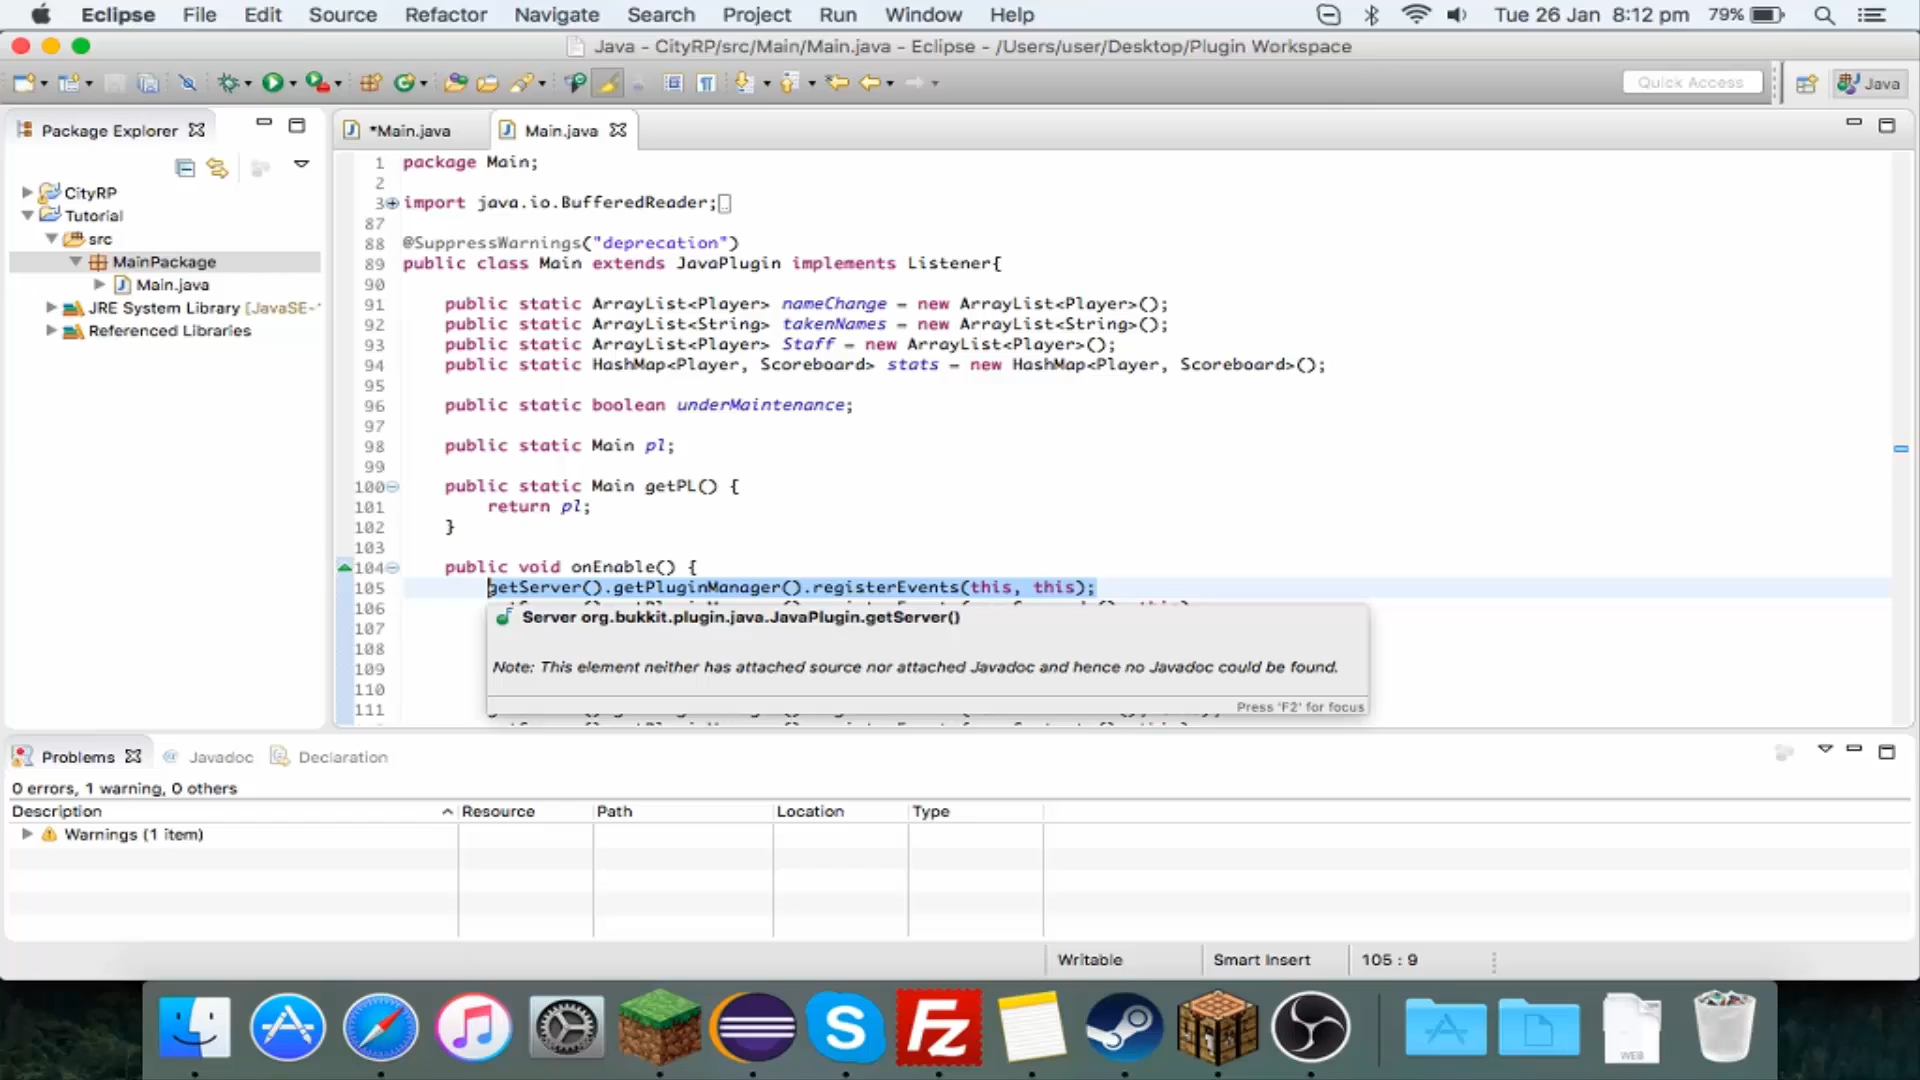 Eclipse File Edit Source Refactor Navigate Search Project Run Window Help Tue 26 Jan 8:12 pm 79%
Java - CityRP/src/Main/Main.java - Eclipse - /Users/user/Desktop/Plugin Workspace
Quick Access Java
Package Explorer
CityRP
Tutorial
src
MainPackage
Main.java
JRE System Library [JavaSE-
Referenced Libraries
*Main.java Main.java
1 package Main;
2
3 import java.io.BufferedReader;
87
88 @SuppressWarnings("deprecation")
89 public class Main extends JavaPlugin implements Listener{
90
91 public static ArrayList<Player> nameChange = new ArrayList<Player>();
92 public static ArrayList<String> takenNames = new ArrayList<String>();
93 public static ArrayList<Player> Staff = new ArrayList<Player>();
94 public static HashMap<Player, Scoreboard> stats = new HashMap<Player, Scoreboard>();
95
96 public static boolean underMaintenance;
97
98 public static Main pl;
99
100 public static Main getPL() {
101 return pl;
102 }
103
104 public void onEnable() {
105 getServer().getPluginManager().registerEvents(this, this);
106
107
108
109
110
111
Server org.bukkit.plugin.java.JavaPlugin.getServer()
Note: This element neither has attached source nor attached Javadoc and hence no Javadoc could be found.
Press 'F2' for focus
Problems Javadoc Declaration
0 errors, 1 warning, 0 others
Description Resource Path Location Type
Warnings (1 item)
Writable Smart Insert 105 : 9
S Fz WEB